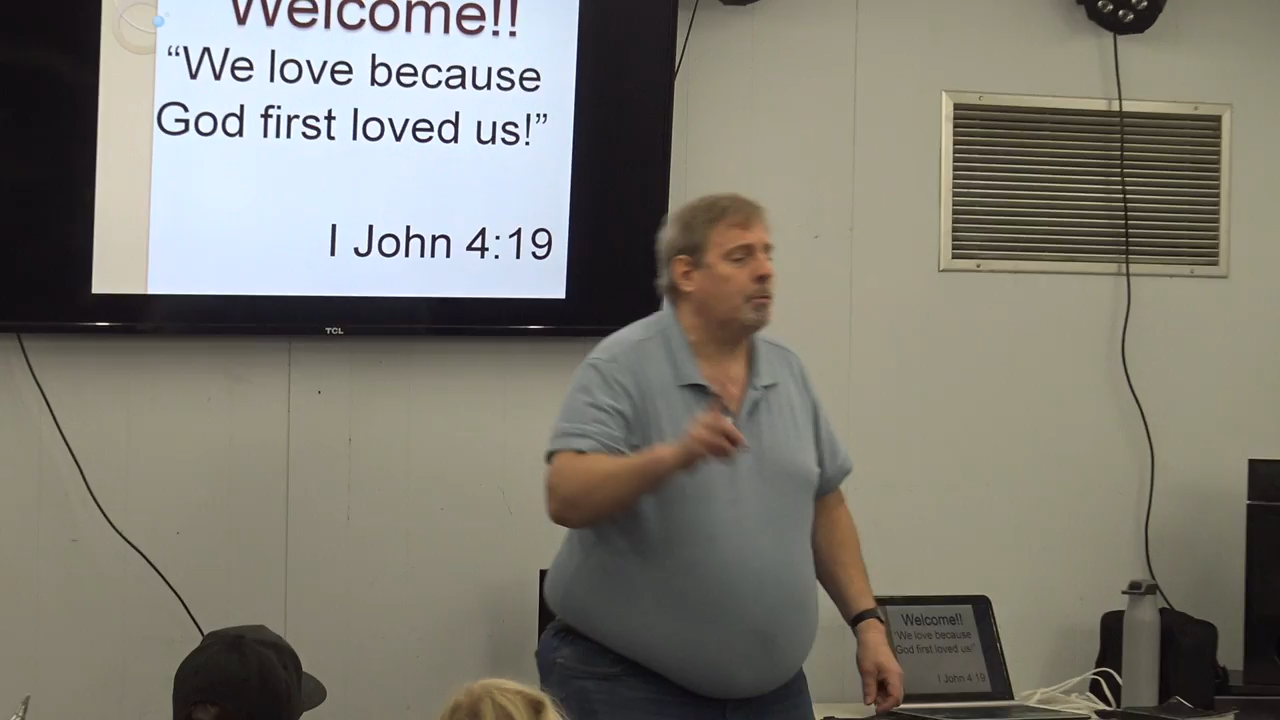 Welcome!!
“We love because
God first loved us!”
I John 4:19
TCL
Welcome!!
“We love because
God first loved us!”
I John 4:19